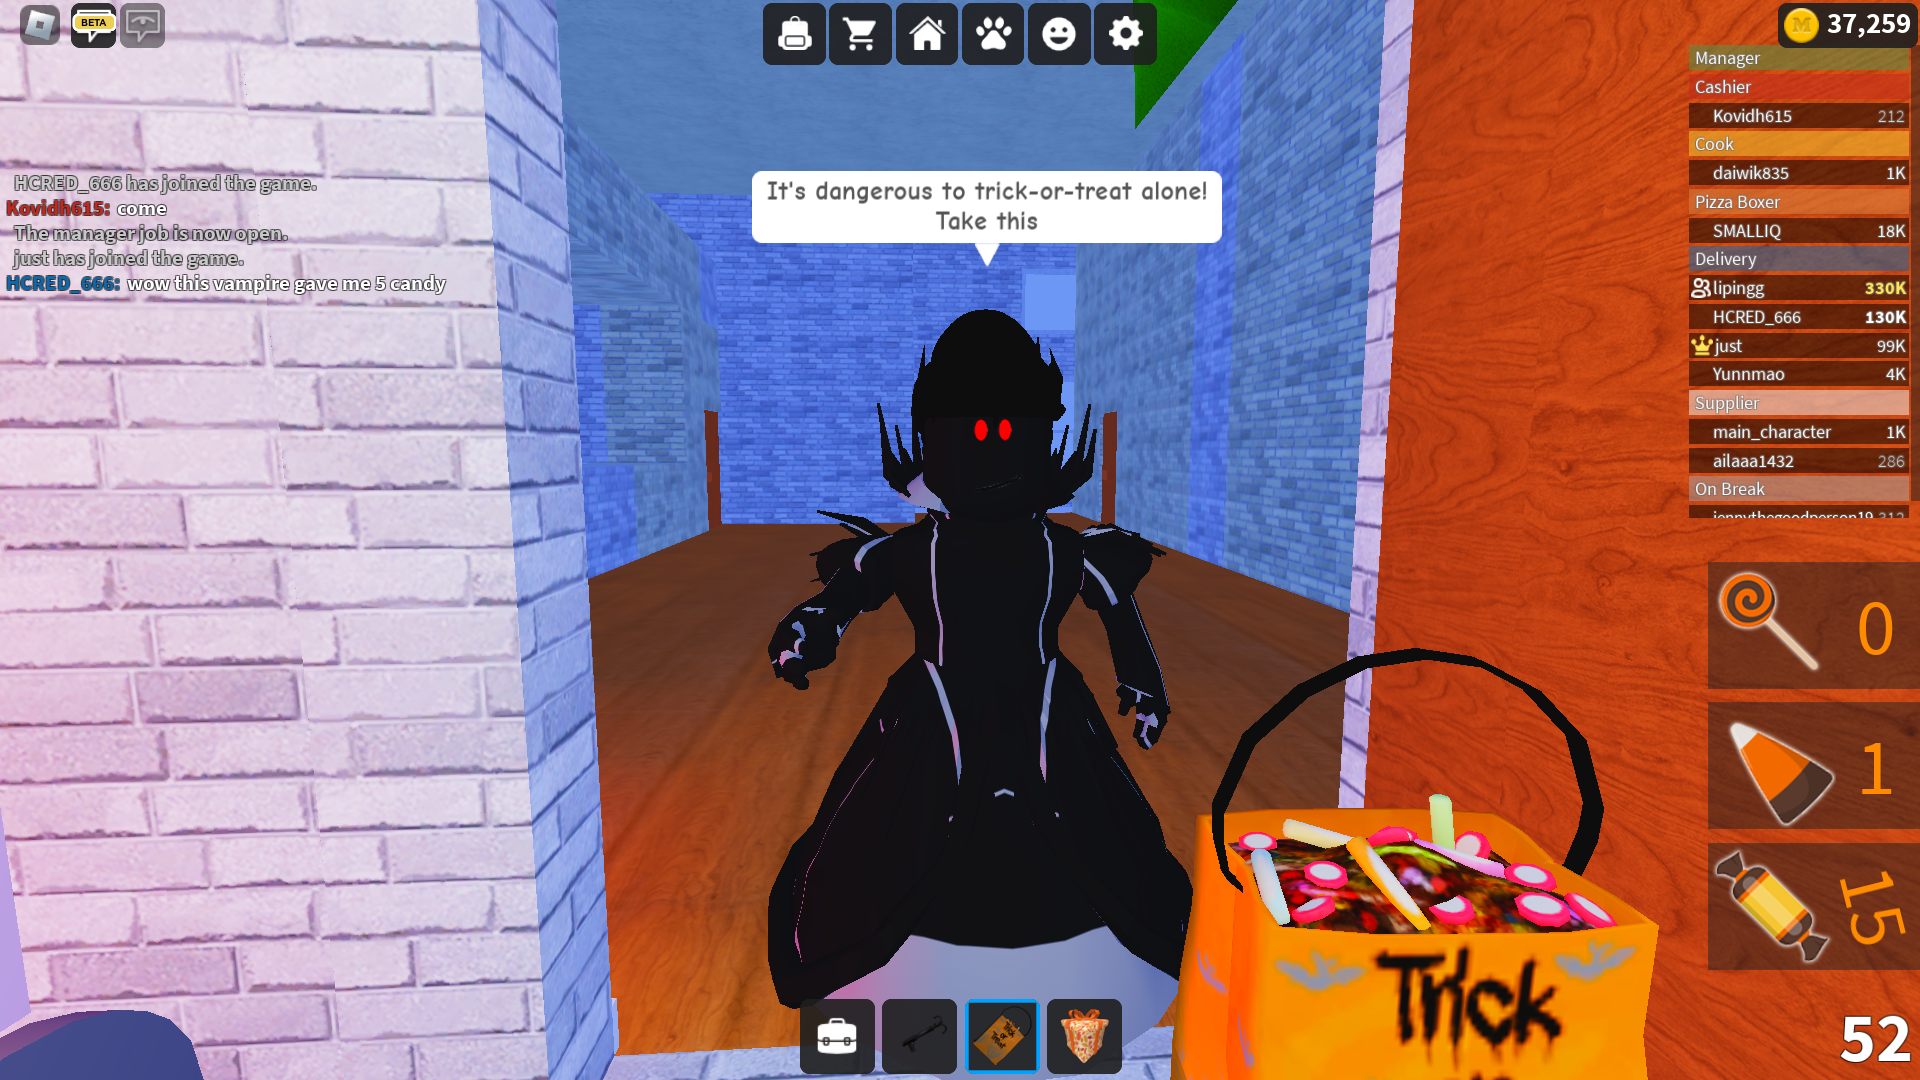 BETA
M 37,259
Manager
Cashier
Kovidh615 212
Cook
daiwik835 1K
Pizza Boxer
SMALLIQ 18K
Delivery
lipingg 330K
HCRED_666 130K
just 99K
Yunnmao 4K
Supplier
main_character 1K
ailaaa1432 286
On Break
jennythegoodperson19 312
HCRED_666 has joined the game.
Kovidh615: come
The manager job is now open.
just has joined the game.
HCRED_666: wow this vampire gave me 5 candy
It's dangerous to trick-or-treat alone!
Take this
0
1
15
52
Trick
Trick